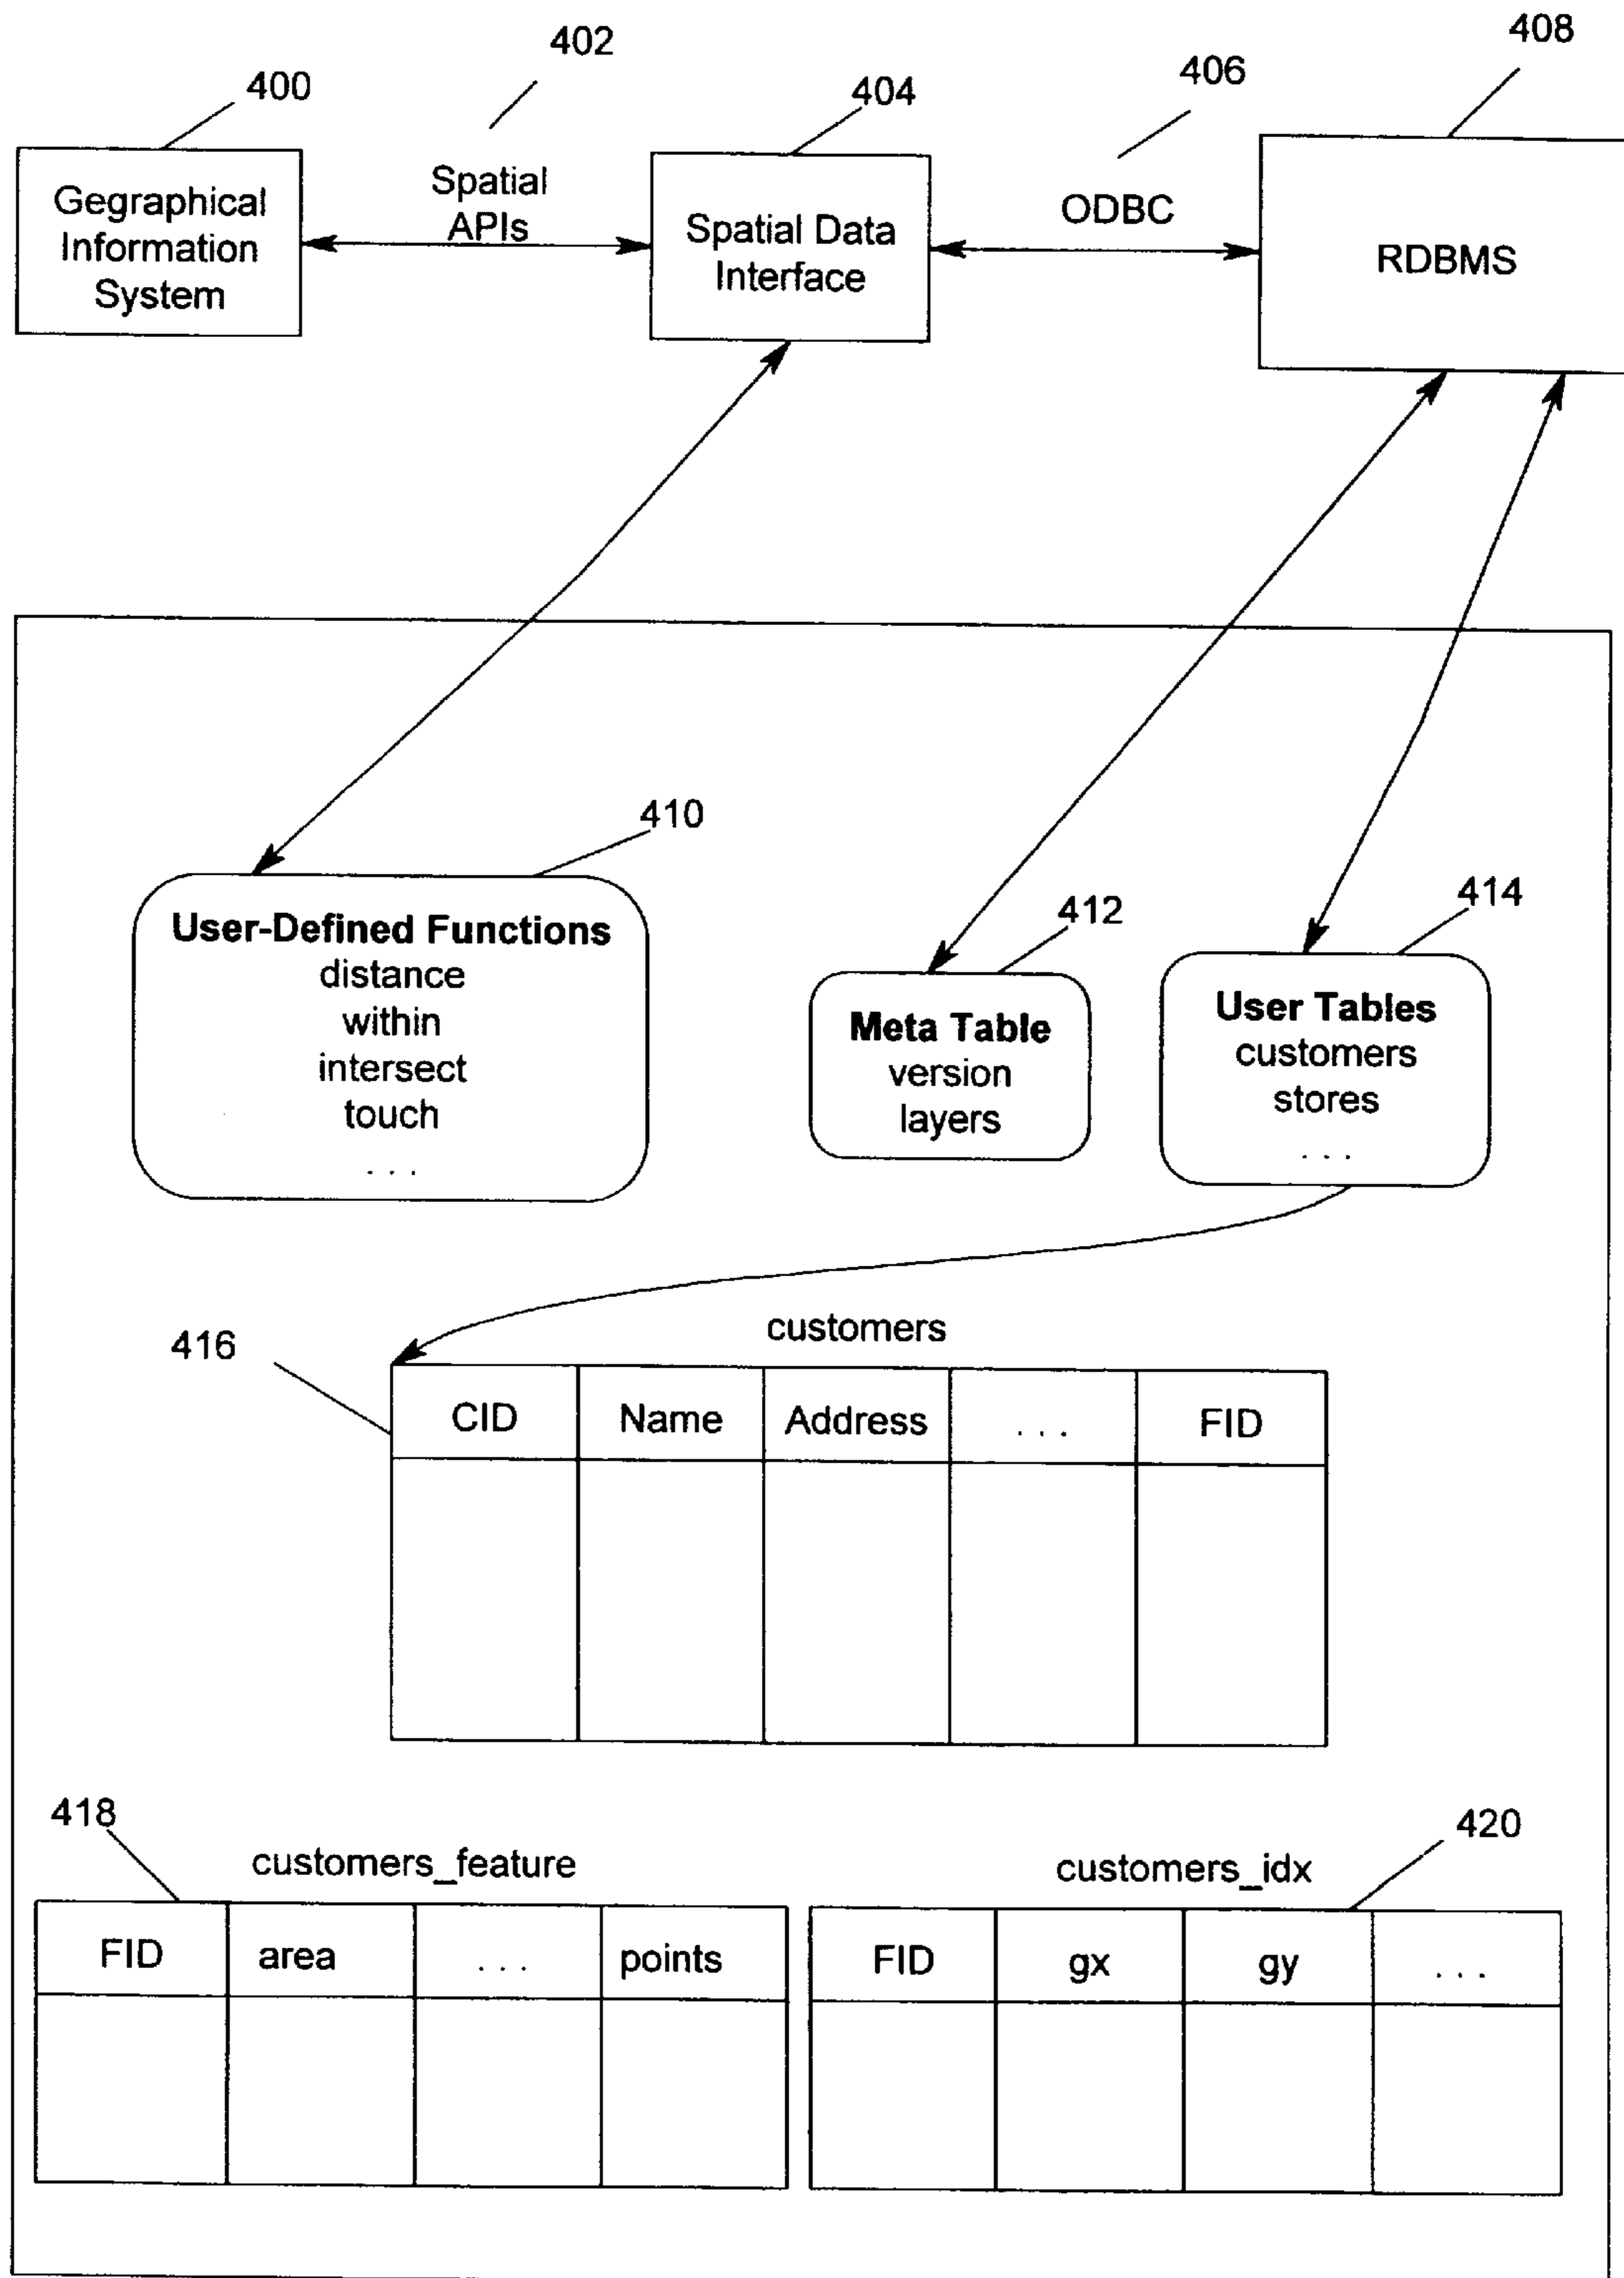 400
402
404
406
408
Gegraphical
Information
System
Spatial
APIs
Spatial Data
Interface
ODBC
RDBMS
410
User-Defined Functions
distance
within
intersect
touch
. . .
412
Meta Table
version
layers
414
User Tables
customers
stores
. . .
416
customers
CID Name Address . . . FID
418
customers_feature
FID area . . . points
420
customers_idx
FID gx gy . . .